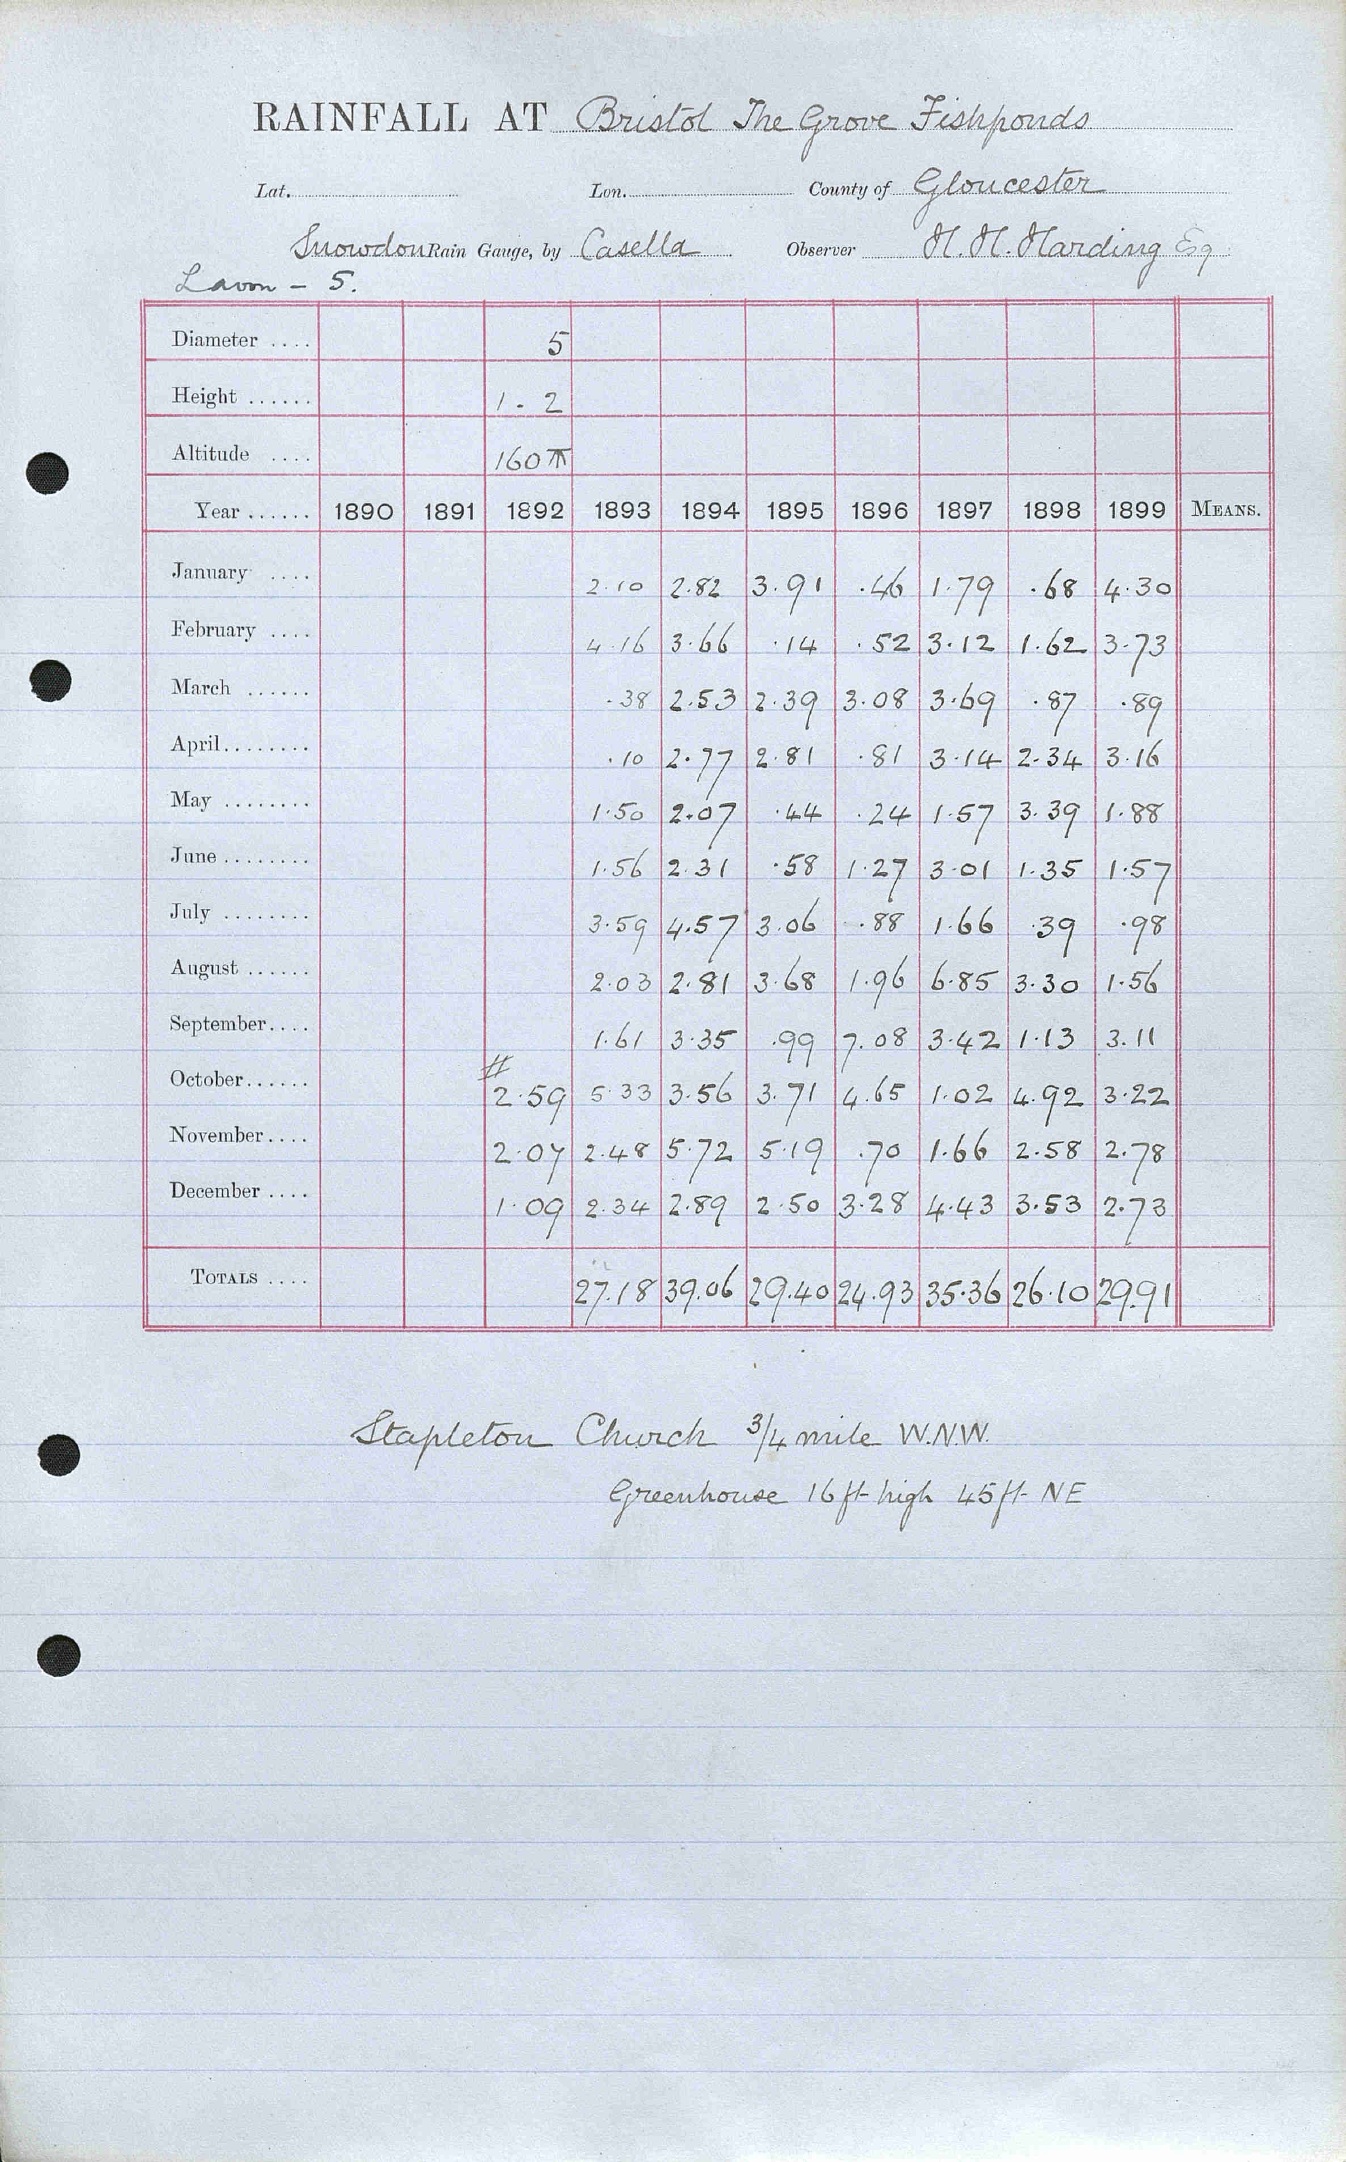 RAINFALL AT Bristol The Grove Fishponds
Lat. Lon. County of Gloucester
Snowdon Rain Gauge, by Casella Observer H. H. Harding Esq
5.
Diameter .... 5
Height ...... 1 - 2
Altitude .... 160
Year ...... 1890 1891 1892 1893 1894 1895 1896 1897 1898 1899 MEANS.
January .... 2.10 2.82 3.91 .46 1.79 .68 4.30
February .... 4.16 3.66 .14 .52 3.12 1.62 3.73
March ...... .38 2.53 2.39 3.08 3.69 .87 .89
April........ .10 2.77 2.81 .81 3.14 2.34 3.16
May ........ 1.50 2.07 .44 .24 1.57 3.39 1.88
June ........ 1.56 2.31 .58 1.27 3.01 1.35 1.57
July ........ 3.59 4.57 3.06 .88 1.66 .39 .98
August ...... 2.03 2.81 3.68 1.96 6.85 3.30 1.56
September.... 1.61 3.35 .99 7.08 3.42 1.13 3.11
October...... # 2.59 5.33 3.56 3.71 4.65 1.02 4.92 3.22
November.... 2.07 2.48 5.72 5.19 .70 1.66 2.58 2.78
December .... 1.09 2.34 2.89 2.50 3.28 4.43 3.53 2.73
TOTALS .... 27.18 39.06 29.40 24.93 35.36 26.10 29.91
Stapleton Church 3/4 mile W.N.W.
Greenhouse 16 ft high 45 ft NE